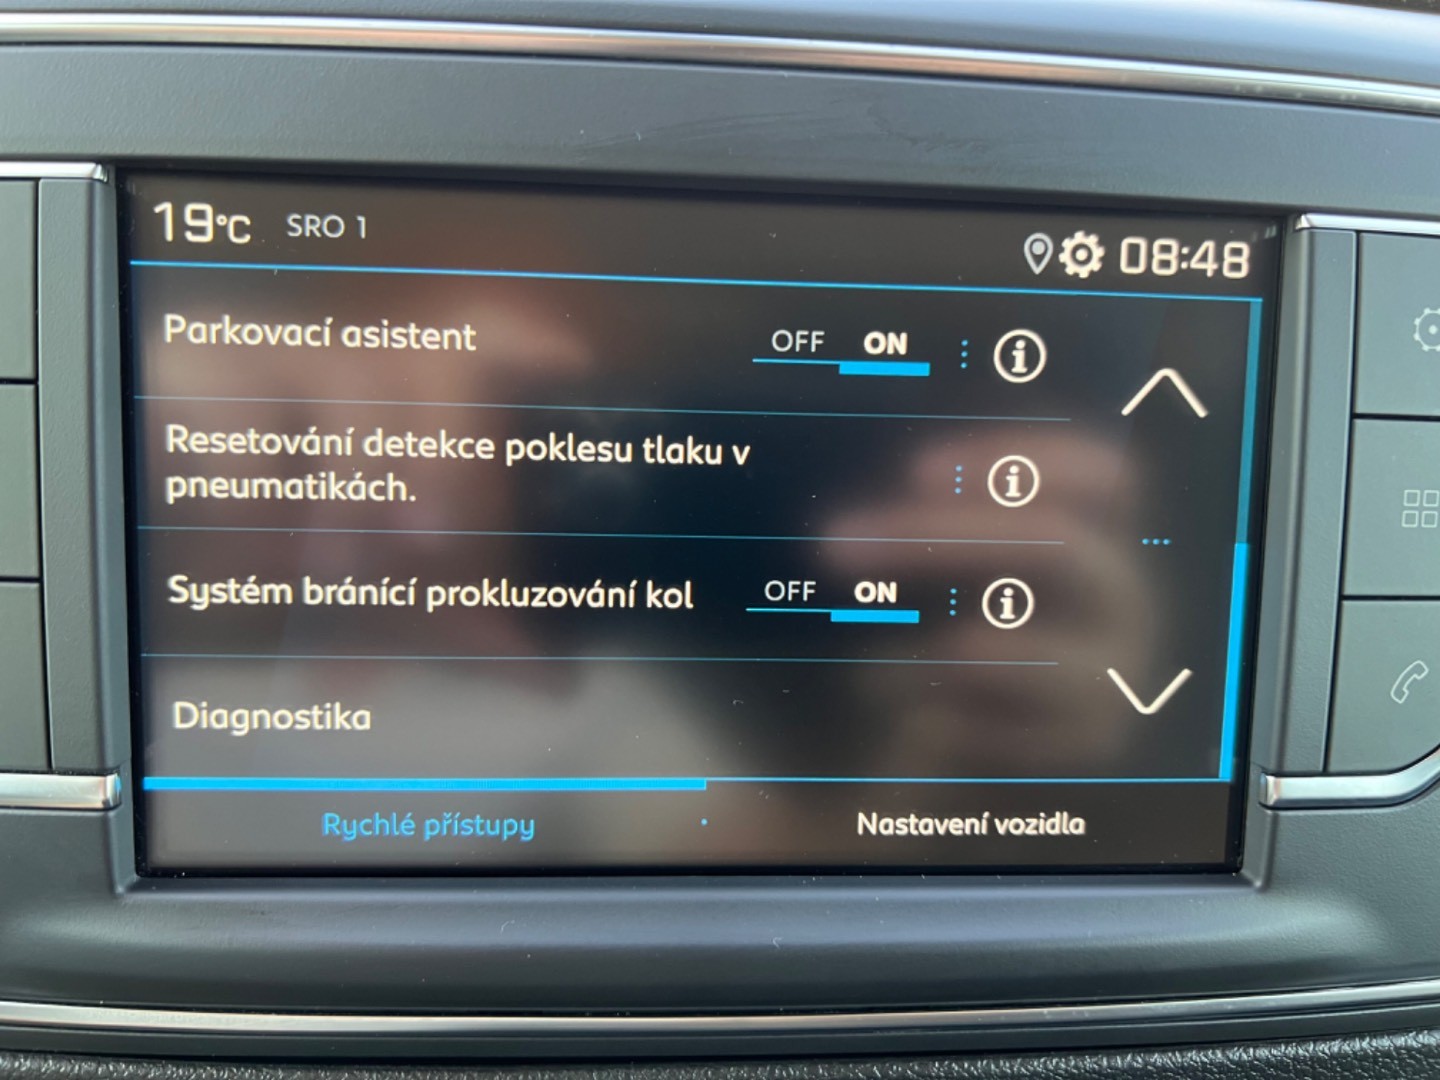 19°C SRO 1 08:48
Parkovací asistent OFF ON
Resetování detekce poklesu tlaku v
pneumatikách.
Systém bránící prokluzování kol OFF ON
Diagnostika
Rychlé přístupy Nastavení vozidla